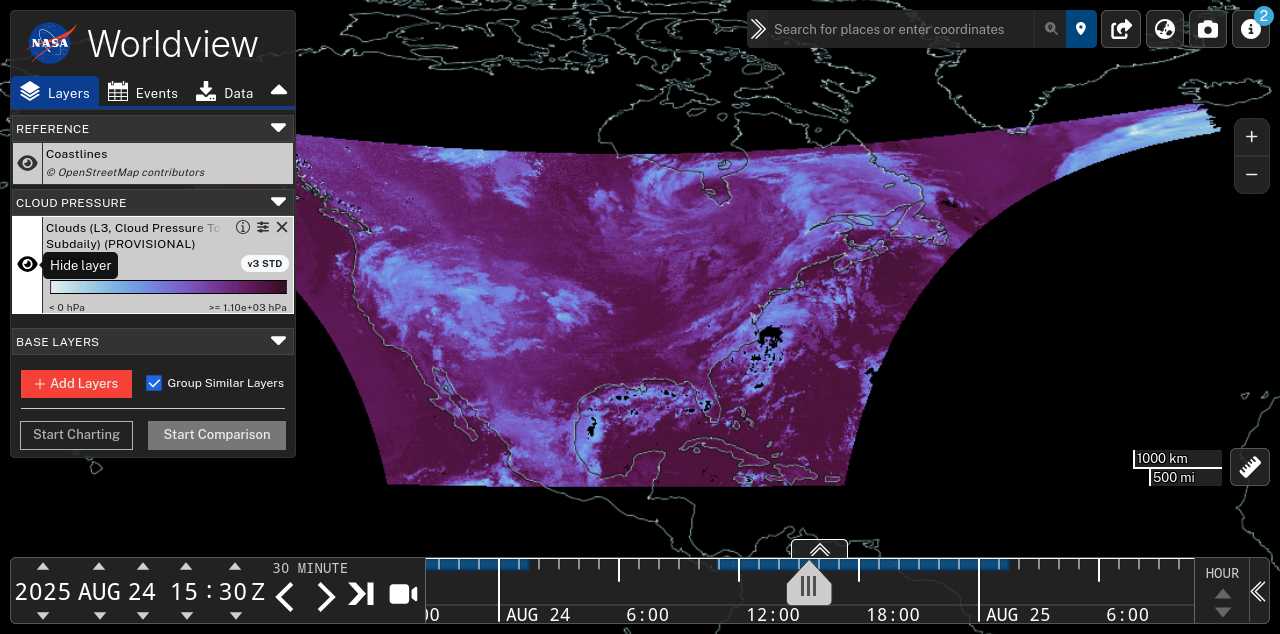 NASA
Worldview
Layers
Events
Data
REFERENCE
Coastlines
© OpenStreetMap contributors
CLOUD PRESSURE
Clouds (L3, Cloud Pressure To
Subdaily) (PROVISIONAL)
Hide layer
v3 STD
< 0 hPa
>= 1.10e+03 hPa
BASE LAYERS
+ Add Layers
Group Similar Layers
Start Charting
Start Comparison
Search for places or enter coordinates
2
+
−
1000 km
500 mi
2025 AUG 24 15 : 30 Z
30 MINUTE
00
AUG 24
6:00
12:00
18:00
AUG 25
6:00
HOUR